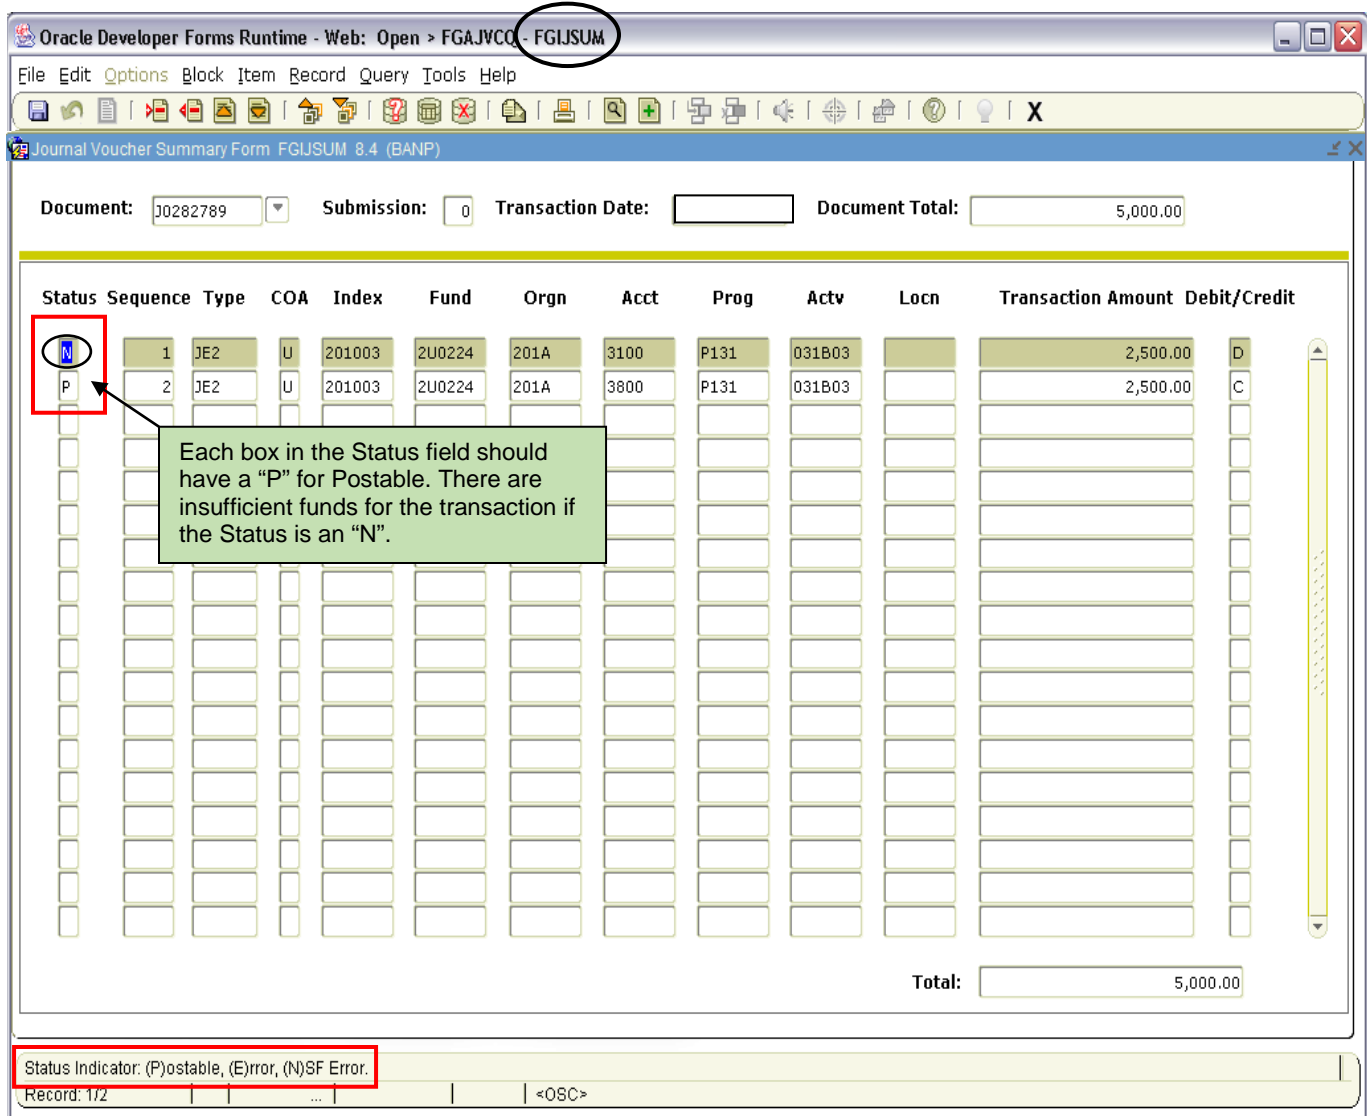 Oracle Developer Forms Runtime - Web: Open > FGAJVCQ - FGIJSUM
File Edit Options Block Item Record Query Tools Help
X
Journal Voucher Summary Form FGIJSUM 8.4 (BANP)
Document: J0282789 Submission: 0 Transaction Date: Document Total: 5,000.00
Status Sequence Type COA Index Fund Orgn Acct Prog Actv Locn Transaction Amount Debit/Credit
N 1 JE2 U 201003 2U0224 201A 3100 P131 031B03 2,500.00 D
P 2 JE2 U 201003 2U0224 201A 3800 P131 031B03 2,500.00 C
Each box in the Status field should
have a “P” for Postable. There are
insufficient funds for the transaction if
the Status is an “N”.
Total: 5,000.00
Status Indicator: (P)ostable, (E)rror, (N)SF Error.
Record: 1/2 ... <OSC>